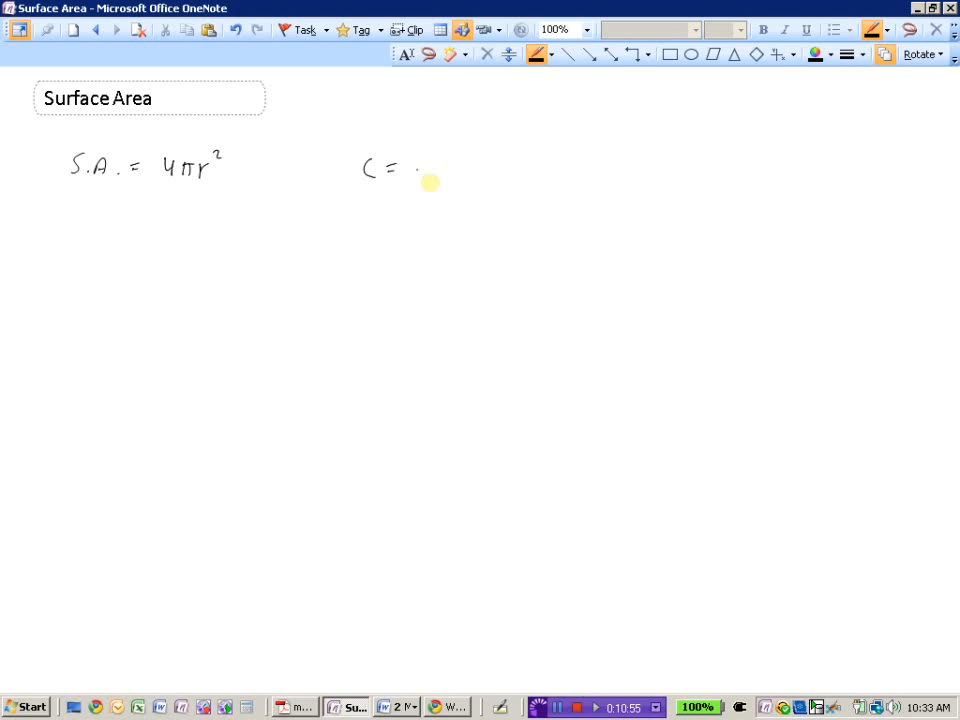 Surface Area - Microsoft Office OneNote
Task Tag Clip 100% B I U
A Rotate
Surface Area
S.A. = 4πr²
C =
Start m... Su... 2 W... 0:10:55 100% 10:33 AM